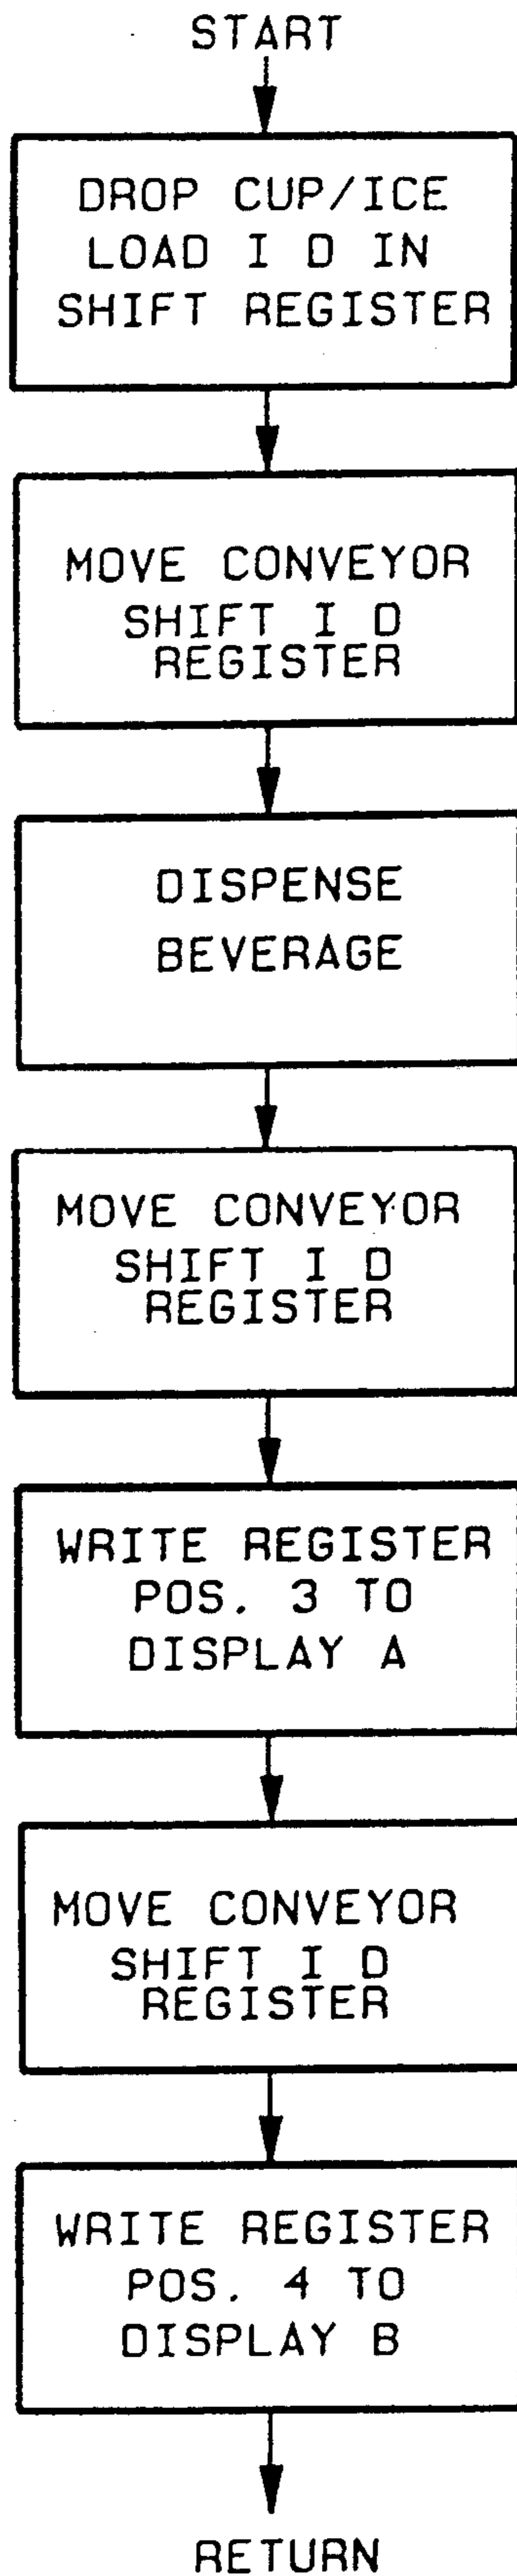 START
DROP CUP/ICE
LOAD I D IN
SHIFT REGISTER
MOVE CONVEYOR
SHIFT I D
REGISTER
DISPENSE
BEVERAGE
MOVE CONVEYOR
SHIFT I D
REGISTER
WRITE REGISTER
POS. 3 TO
DISPLAY A
MOVE CONVEYOR
SHIFT I D
REGISTER
WRITE REGISTER
POS. 4 TO
DISPLAY B
RETURN